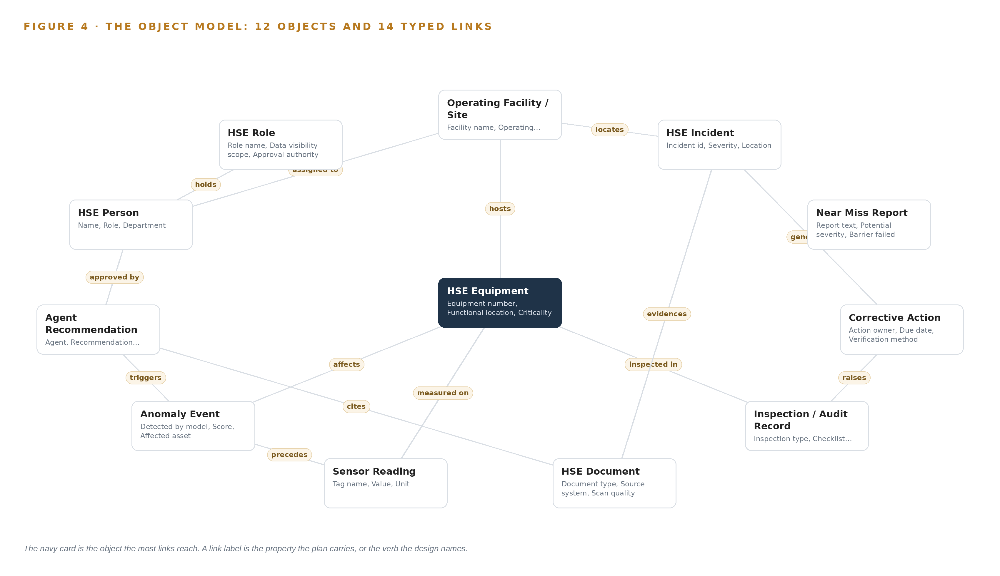 FIGURE 4 · THE OBJECT MODEL: 12 OBJECTS AND 14 TYPED LINKS
Operating Facility /
Site
Facility name, Operating…
HSE Role
Role name, Data visibility
scope, Approval authority
locates
HSE Incident
Incident id, Severity, Location
assigned to
holds
HSE Person
Name, Role, Department
hosts
Near Miss Report
Report text, Potential
severity, Barrier failed
approved by
HSE Equipment
Equipment number,
Functional location, Criticality
evidences
Agent
Recommendation
Agent, Recommendation…
Corrective Action
Action owner, Due date,
Verification method
affects
inspected in
triggers
raises
measured on
cites
Anomaly Event
Detected by model, Score,
Affected asset
Inspection / Audit
Record
Inspection type, Checklist…
precedes
Sensor Reading
Tag name, Value, Unit
HSE Document
Document type, Source
system, Scan quality
The navy card is the object the most links reach. A link label is the property the plan carries, or the verb the design names.